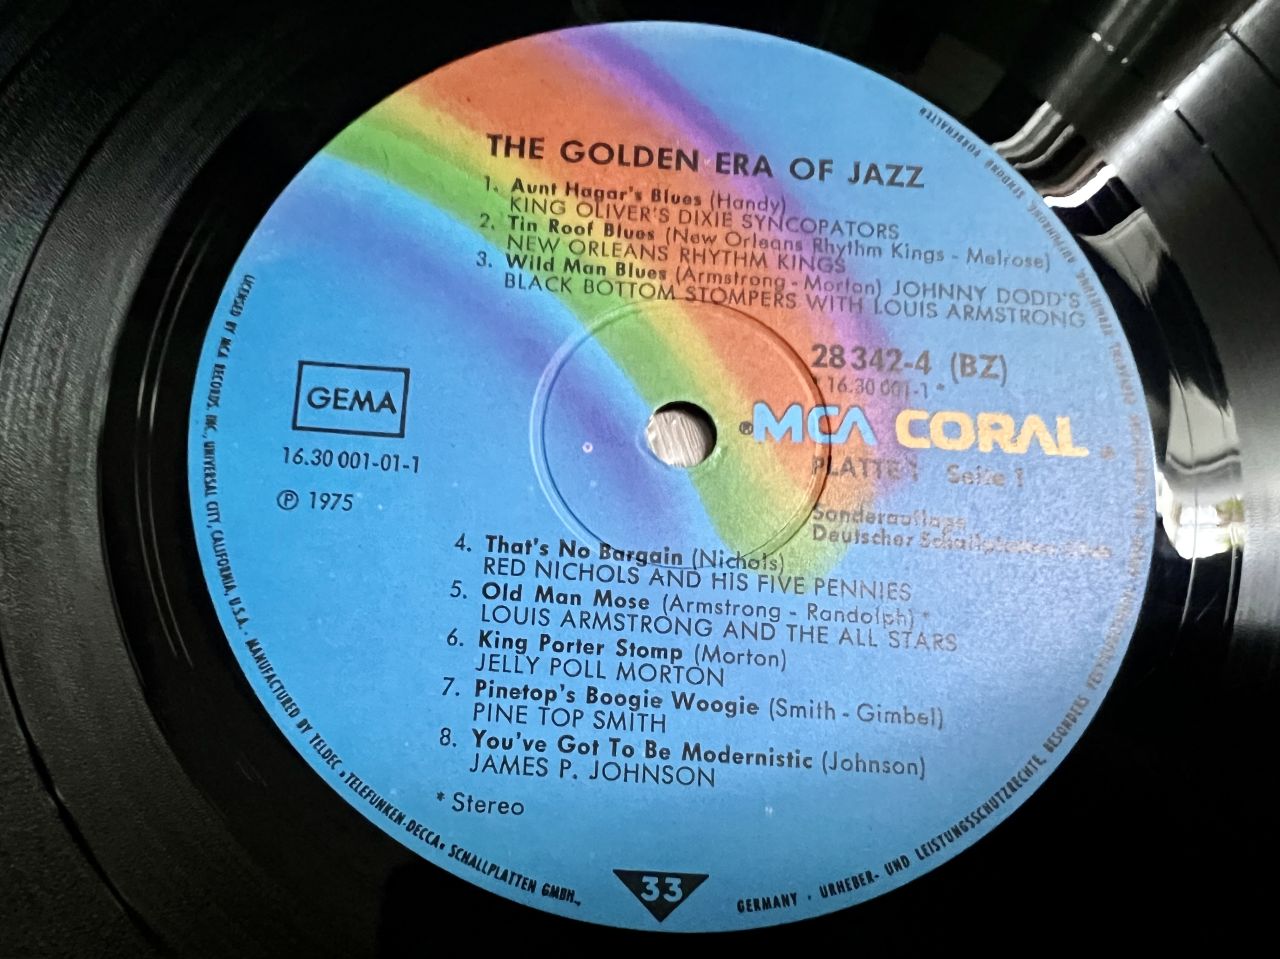 THE GOLDEN ERA OF JAZZ
1. Aunt Hagar's Blues (Handy)
KING OLIVER'S DIXIE SYNCOPATORS
2. Tin Roof Blues (New Orleans Rhythm Kings - Melrose)
NEW ORLEANS RHYTHM KINGS
3. Wild Man Blues (Armstrong - Morton) JOHNNY DODD'S
BLACK BOTTOM STOMPERS WITH LOUIS ARMSTRONG
28 342-4 (BZ)
* 16.30 001-1 *
GEMA
16.30 001-01-1
℗ 1975
®MCA CORAL
PLATTE 1 Seite 1
Sonderauflage
Deutscher
4. That's No Bargain (Nichols)
RED NICHOLS AND HIS FIVE PENNIES
5. Old Man Mose (Armstrong - Randolph) *
LOUIS ARMSTRONG AND THE ALL STARS
6. King Porter Stomp (Morton)
JELLY POLL MORTON
7. Pinetop's Boogie Woogie (Smith - Gimbel)
PINE TOP SMITH
8. You've Got To Be Modernistic (Johnson)
JAMES P. JOHNSON
* Stereo
33
LICENSED BY MCA RECORDS, INC., UNIVERSAL CITY, CALIFORNIA, U.S.A. · MANUFACTURED BY TELDEC »TELEFUNKEN-DECCA« SCHALLPLATTEN GMBH.,
GERMANY · URHEBER- UND LEISTUNGSSCHUTZRECHTE, BESONDERS SENDUNG VORBEHALTEN